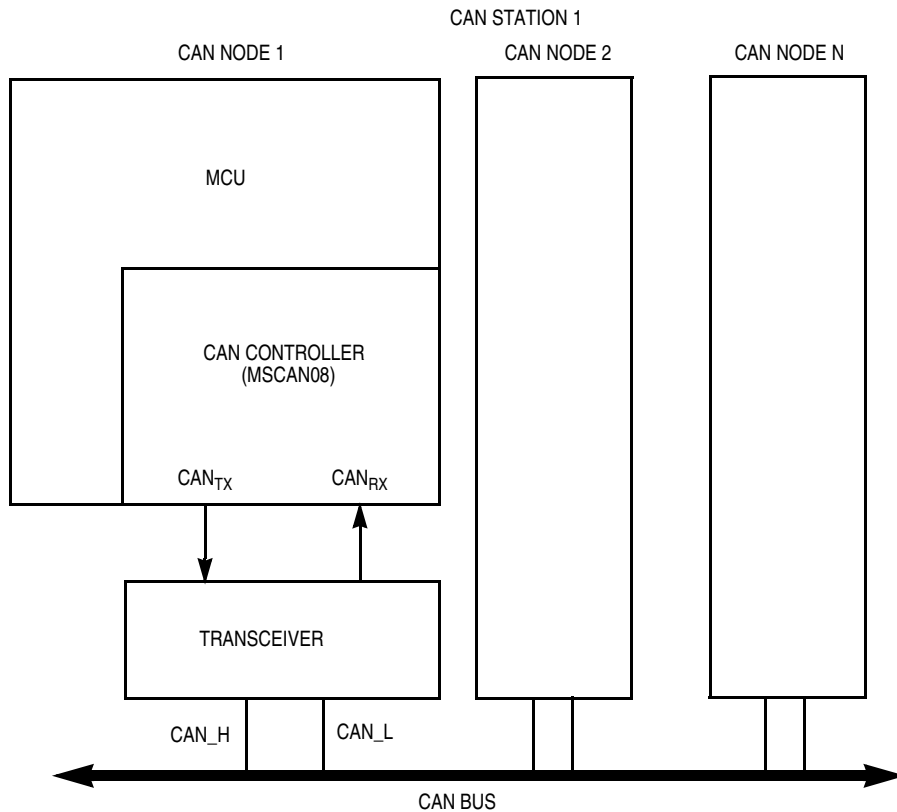 CAN STATION 1
CAN NODE 1
CAN NODE 2
CAN NODE N
MCU
CAN CONTROLLER
(MSCAN08)
CANTX
CANRX
TRANSCEIVER
CAN_H
CAN_L
CAN BUS